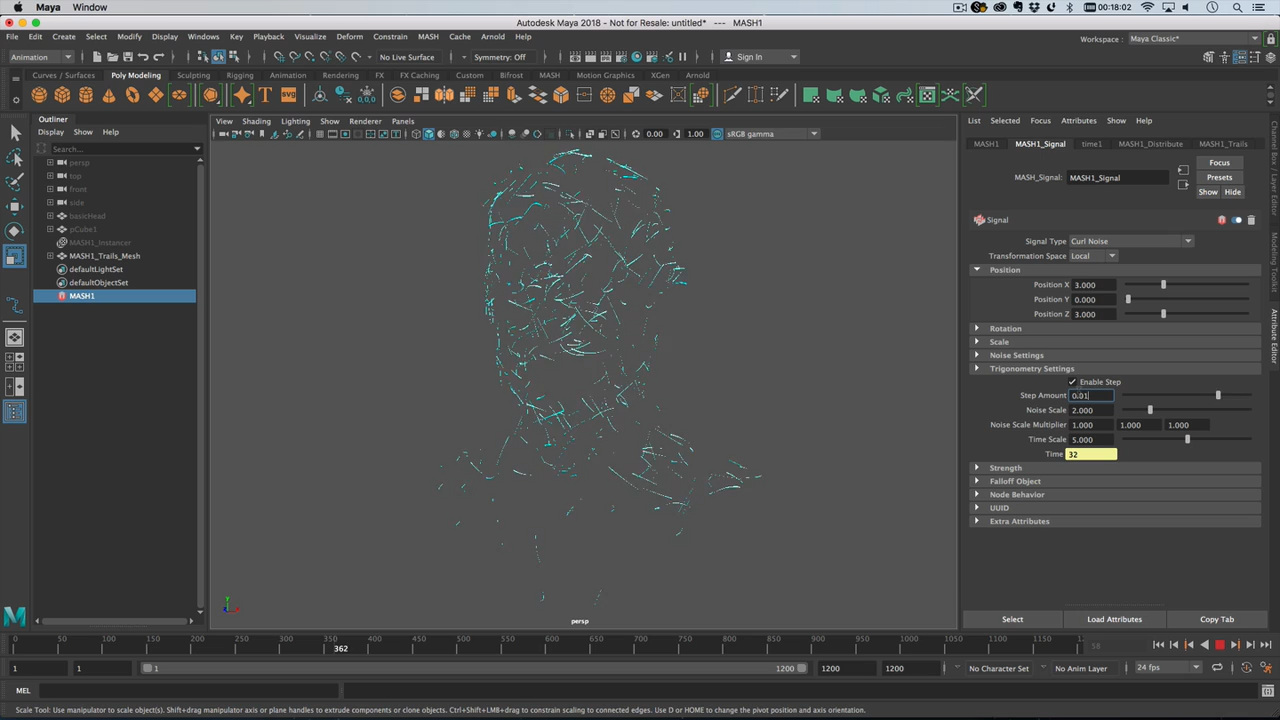 Maya Window 00:18:02
Autodesk Maya 2018 - Not for Resale: untitled* --- MASH1
File Edit Create Select Modify Display Windows Key Playback Visualize Deform Constrain MASH Cache Arnold Help Workspace : Maya Classic*
Animation No Live Surface Symmetry: Off Sign In
Curves / Surfaces Poly Modeling Sculpting Rigging Animation Rendering FX FX Caching Custom Bifrost MASH Motion Graphics XGen Arnold
Outliner
Display Show Help
Search...
persp
top
front
side
basicHead
pCube1
MASH1_Instancer
MASH1_Trails_Mesh
defaultLightSet
defaultObjectSet
MASH1
View Shading Lighting Show Renderer Panels
0.00 1.00 sRGB gamma
persp
List Selected Focus Attributes Show Help
MASH1 MASH1_Signal time1 MASH1_Distribute MASH1_Trails
MASH_Signal: MASH1_Signal
Focus
Presets
Show Hide
Signal
Signal Type Curl Noise
Transformation Space Local
Position
Position X 3.000
Position Y 0.000
Position Z 3.000
Rotation
Scale
Noise Settings
Trigonometry Settings
Enable Step
Step Amount 0.01
Noise Scale 2.000
Noise Scale Multiplier 1.000 1.000 1.000
Time Scale 5.000
Time 32
Strength
Falloff Object
Node Behavior
UUID
Extra Attributes
Select Load Attributes Copy Tab
Channel Box / Layer Editor
Modeling Toolkit
Attribute Editor
0 50 100 150 200 250 300 350 400 450 500 550 600 650 700 750 800 850 900 950 1000 1050 1100 1150
362
58
1 1 1 1200 1200 1200 No Character Set No Anim Layer 24 fps
MEL
Scale Tool: Use manipulator to scale object(s). Shift+drag manipulator axis or plane handles to extrude components or clone objects. Ctrl+Shift+LMB+drag to constrain scaling to connected edges. Use D or HOME to change the pivot position and axis orientation.